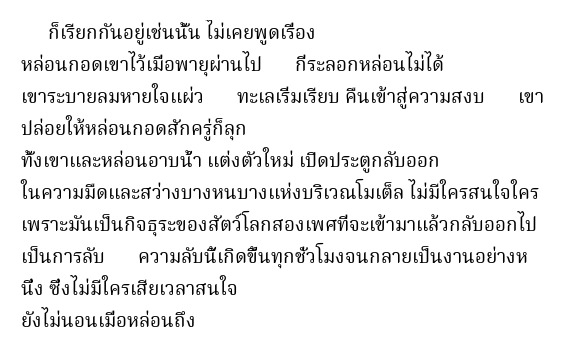 ก็เรียกกันอยู่เช่นนั้น ไม่เคยพูดเรื่อง
หล่อนกอดเขาไว้เมื่อพายุผ่านไป กีระลอกหล่อนไม่ได้
เขาระบายลมหายใจแผ่ว ทะเลเริ่มเรียบ คืนเข้าสู่ความสงบ เขา
ปล่อยให้หล่อนกอดสักครู่ก็ลุก
ทั้งเขาและหล่อนอาบน้ำ แต่งตัวใหม่ เปิดประตูกลับออก
ในความมืดและสว่างบางหนบางแห่งบริเวณโมเต็ล ไม่มีใครสนใจใคร
เพราะมันเป็นกิจธุระของสัตว์โลกสองเพศที่จะเข้ามาแล้วกลับออกไป
เป็นการลับ ความลับนี้เกิดขึ้นทุกชั่วโมงจนกลายเป็นงานอย่างห
นึ่ง ซึ่งไม่มีใครเสียเวลาสนใจ
ยังไม่นอนเมื่อหล่อนถึง